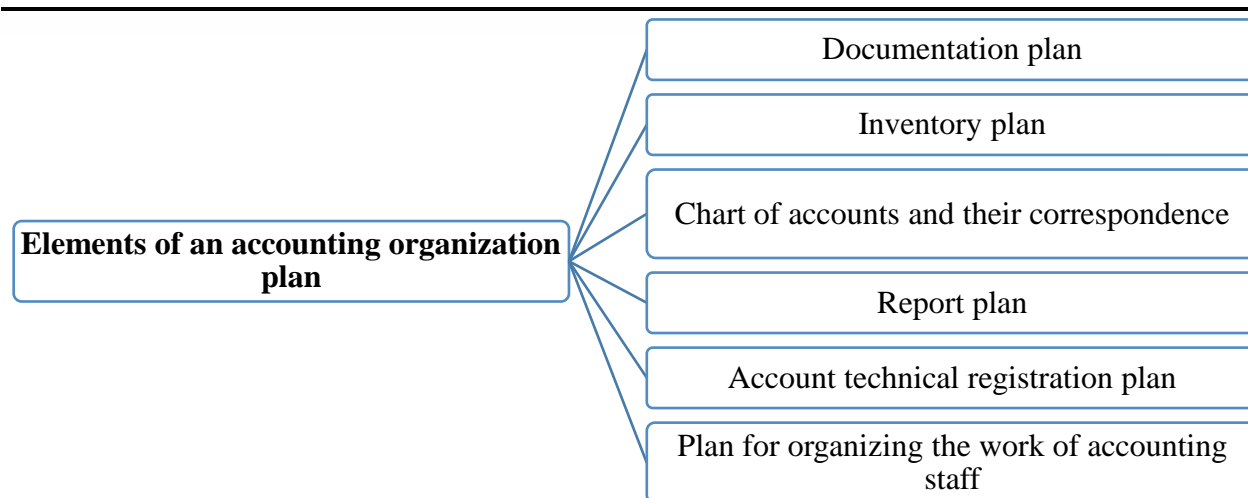 Elements of an accounting organization
plan
Documentation plan
Inventory plan
Chart of accounts and their correspondence
Report plan
Account technical registration plan
Plan for organizing the work of accounting
staff